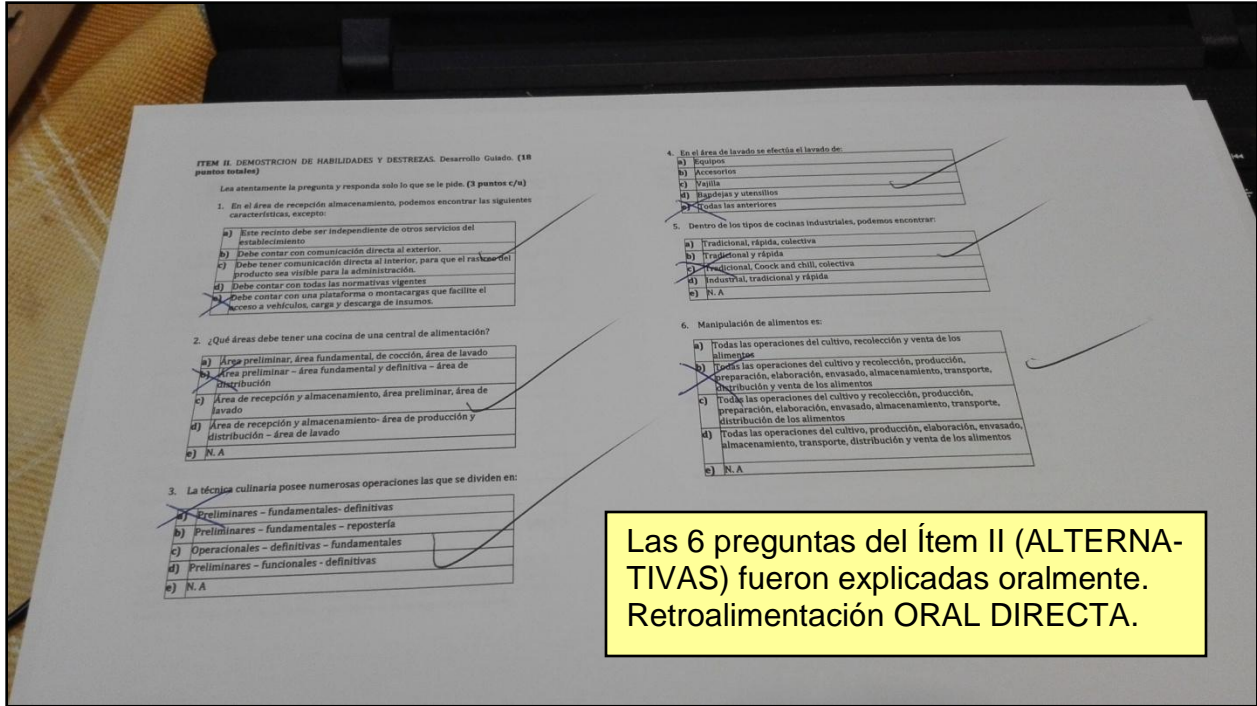 ITEM II. DEMOSTRCION DE HABILIDADES Y DESTREZAS. Desarrollo Guiado. (18
puntos totales)
Lea atentamente la pregunta y responda solo lo que se le pide. (3 puntos c/u)
1. En el área de recepción almacenamiento, podemos encontrar las siguientes
características, excepto:
a) Este recinto debe ser independiente de otros servicios del
establecimiento
b) Debe contar con comunicación directa al exterior.
c) Debe tener comunicación directa al interior, para que el rastreo del
producto sea visible para la administración.
d) Debe contar con todas las normativas vigentes
e) Debe contar con una plataforma o montacargas que facilite el
acceso a vehículos, carga y descarga de insumos.
2. ¿Qué áreas debe tener una cocina de una central de alimentación?
a) Área preliminar, área fundamental, de cocción, área de lavado
b) Área preliminar – área fundamental y definitiva – área de
distribución
c) Área de recepción y almacenamiento, área preliminar, área de
lavado
d) Área de recepción y almacenamiento- área de producción y
distribución – área de lavado
e) N. A
3. La técnica culinaria posee numerosas operaciones las que se dividen en:
a) Preliminares – fundamentales- definitivas
b) Preliminares – fundamentales – repostería
c) Operacionales – definitivas – fundamentales
d) Preliminares – funcionales - definitivas
e) N. A
4. En el área de lavado se efectúa el lavado de:
a) Equipos
b) Accesorios
c) Vajilla
d) Bandejas y utensilios
e) Todas las anteriores
5. Dentro de los tipos de cocinas industriales, podemos encontrar:
a) Tradicional, rápida, colectiva
b) Tradicional y rápida
c) Tradicional, Coock and chill, colectiva
d) Industrial, tradicional y rápida
e) N. A
6. Manipulación de alimentos es:
a) Todas las operaciones del cultivo, recolección y venta de los
alimentos
b) Todas las operaciones del cultivo y recolección, producción,
preparación, elaboración, envasado, almacenamiento, transporte,
distribución y venta de los alimentos
c) Todas las operaciones del cultivo y recolección, producción,
preparación, elaboración, envasado, almacenamiento, transporte,
distribución de los alimentos
d) Todas las operaciones del cultivo, producción, elaboración, envasado,
almacenamiento, transporte, distribución y venta de los alimentos
e) N. A
Las 6 preguntas del Ítem II (ALTERNA-
TIVAS) fueron explicadas oralmente.
Retroalimentación ORAL DIRECTA.